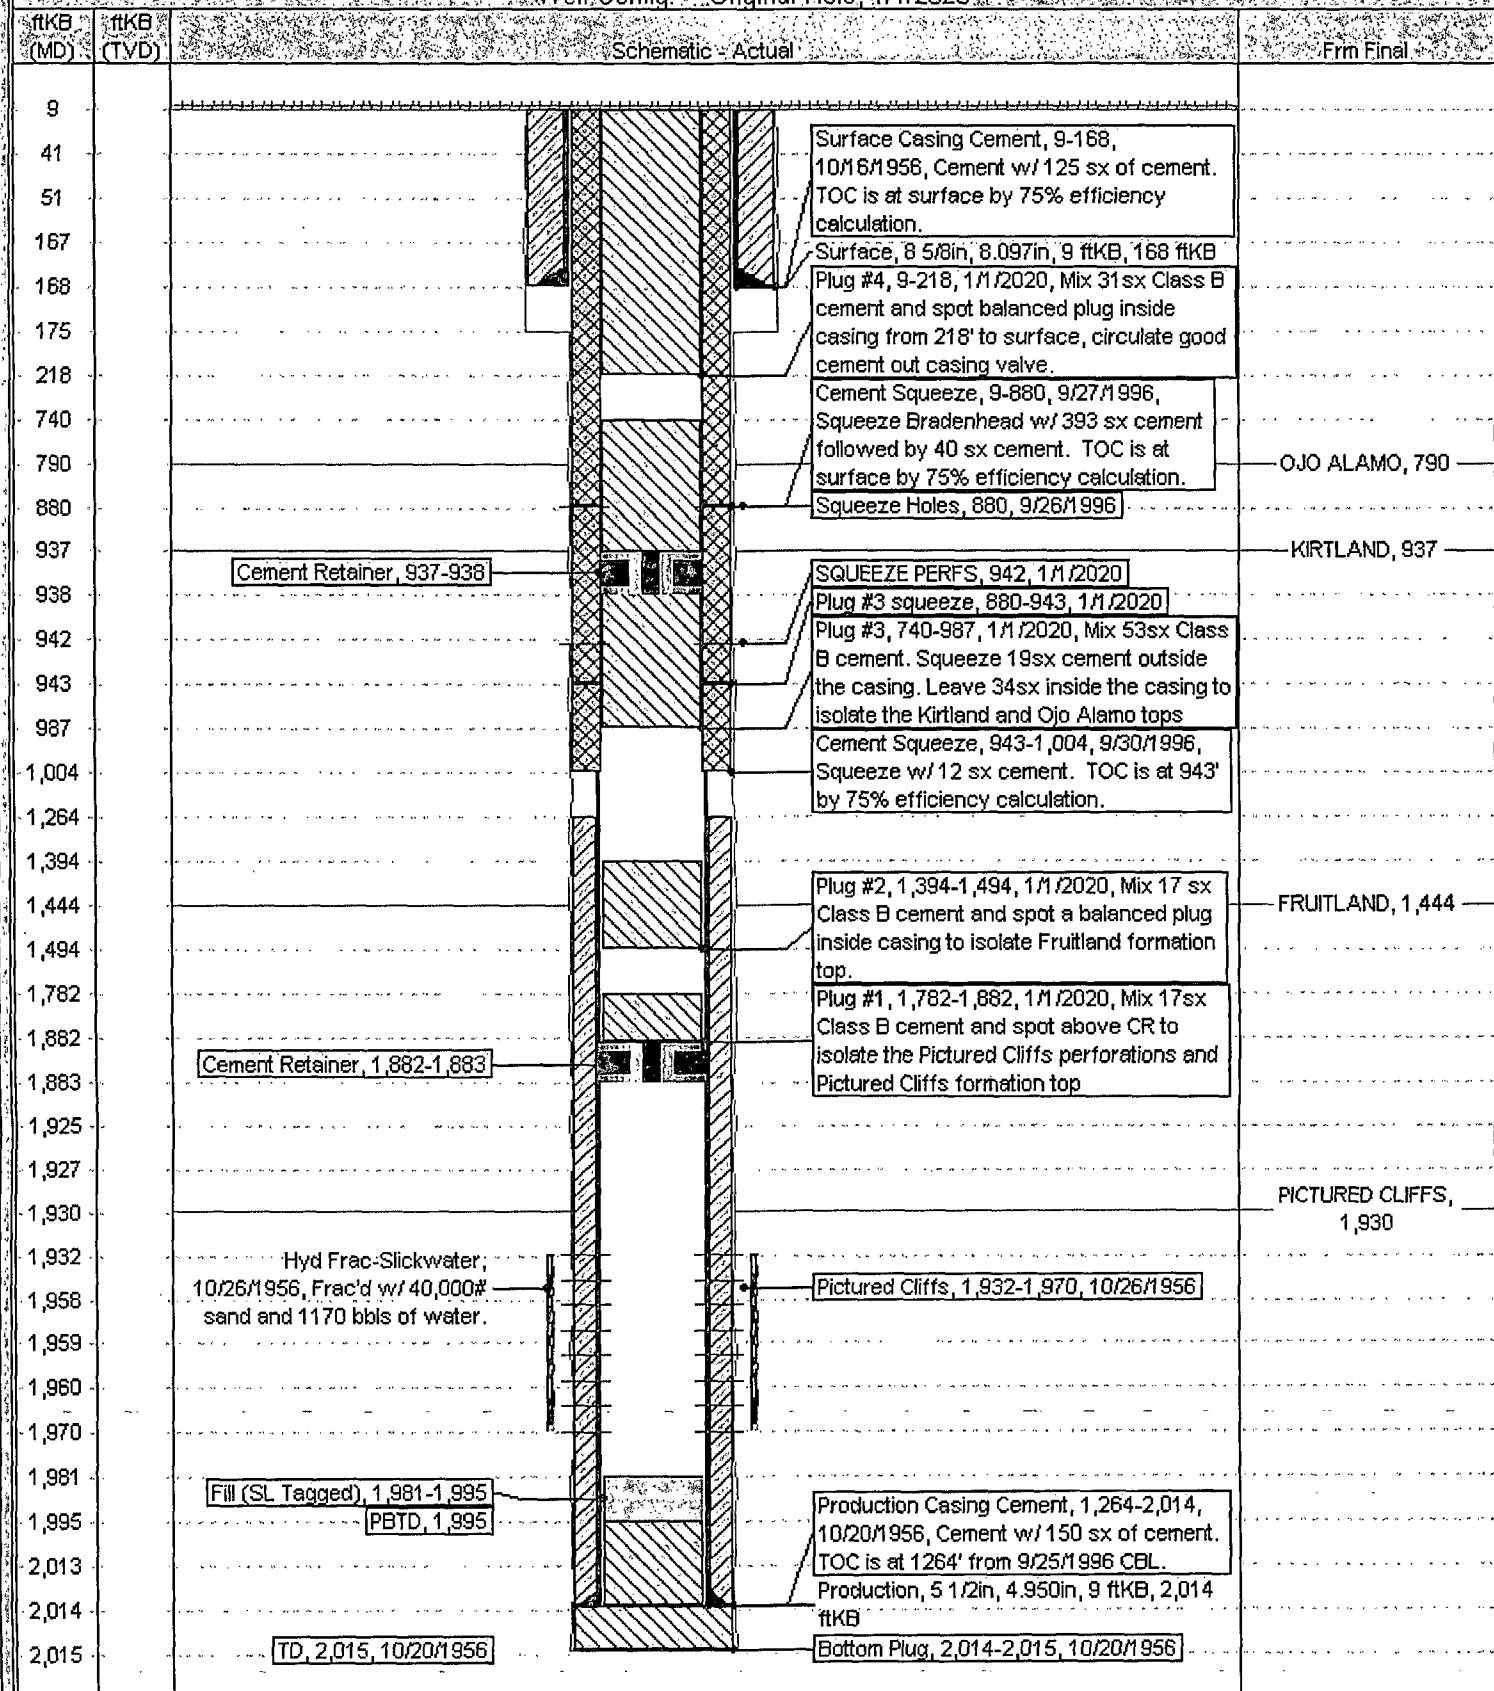 ftKB
(MD)
ftKB
(TVD)
Schematic - Actual
Frm Final
9
41
51
167
168
175
218
740
790
880
937
938
942
943
987
1,004
1,264
1,394
1,444
1,494
1,782
1,882
1,883
1,925
1,927
1,930
1,932
1,958
1,959
1,960
1,970
1,981
1,995
2,013
2,014
2,015
Surface Casing Cement, 9-168,
10/16/1956, Cement w/ 125 sx of cement.
TOC is at surface by 75% efficiency
calculation.
Surface, 8 5/8in, 8.097in, 9 ftKB, 168 ftKB
Plug #4, 9-218, 1/1/2020, Mix 31sx Class B
cement and spot balanced plug inside
casing from 218' to surface, circulate good
cement out casing valve.
Cement Squeeze, 9-880, 9/27/1996,
Squeeze Bradenhead w/ 393 sx cement
followed by 40 sx cement. TOC is at
surface by 75% efficiency calculation.
Squeeze Holes, 880, 9/26/1996
OJO ALAMO, 790
KIRTLAND, 937
Cement Retainer, 937-938
SQUEEZE PERFS, 942, 1/1/2020
Plug #3 squeeze, 880-943, 1/1/2020
Plug #3, 740-987, 1/1/2020, Mix 53sx Class
B cement. Squeeze 19sx cement outside
the casing. Leave 34sx inside the casing to
isolate the Kirtland and Ojo Alamo tops
Cement Squeeze, 943-1,004, 9/30/1996,
Squeeze w/ 12 sx cement. TOC is at 943'
by 75% efficiency calculation.
Plug #2, 1,394-1,494, 1/1/2020, Mix 17 sx
Class B cement and spot a balanced plug
inside casing to isolate Fruitland formation
top.
FRUITLAND, 1,444
Plug #1, 1,782-1,882, 1/1/2020, Mix 17sx
Class B cement and spot above CR to
isolate the Pictured Cliffs perforations and
Pictured Cliffs formation top
Cement Retainer, 1,882-1,883
PICTURED CLIFFS,
1,930
Hyd Frac-Slickwater,
10/26/1956, Frac'd w/ 40,000#
sand and 1170 bbls of water.
Pictured Cliffs, 1,932-1,970, 10/26/1956
Fill (SL Tagged), 1,981-1,995
PBTD, 1,995
Production Casing Cement, 1,264-2,014,
10/20/1956, Cement w/ 150 sx of cement.
TOC is at 1264' from 9/25/1996 CBL.
Production, 5 1/2in, 4.950in, 9 ftKB, 2,014
ftKB
TD, 2,015, 10/20/1956
Bottom Plug, 2,014-2,015, 10/20/1956